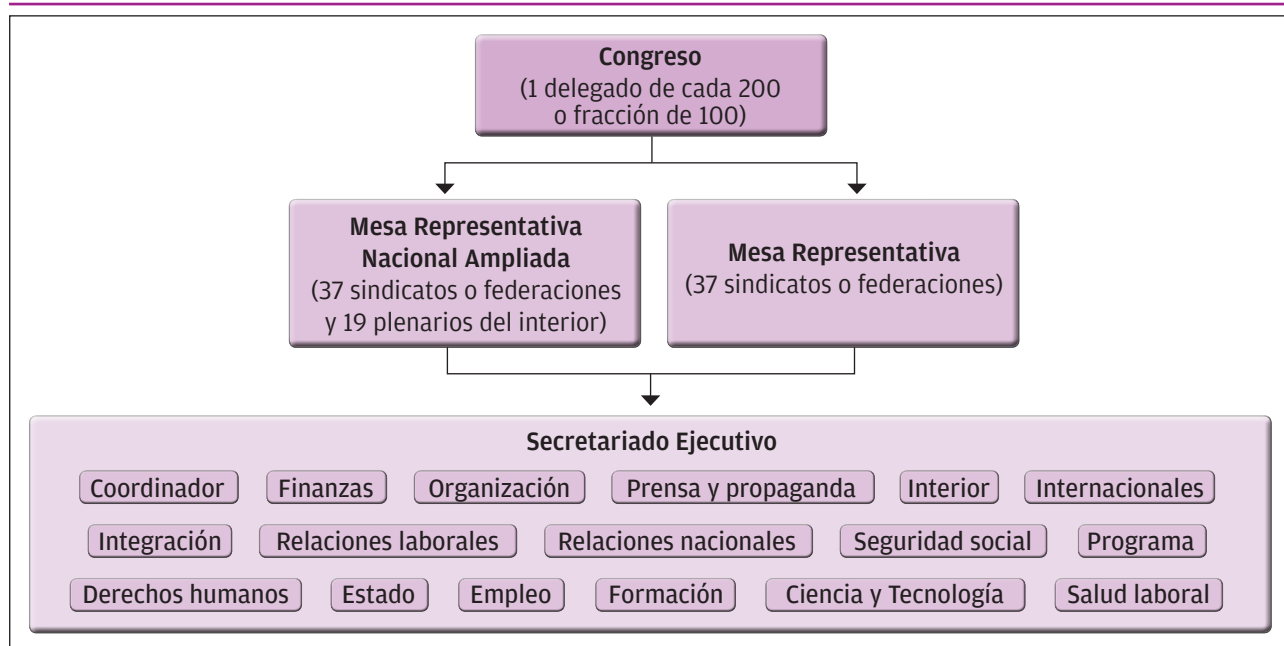 Congreso
(1 delegado de cada 200
o fracción de 100)
Mesa Representativa
Nacional Ampliada
(37 sindicatos o federaciones
y 19 plenarios del interior)
Mesa Representativa
(37 sindicatos o federaciones)
Secretariado Ejecutivo
Coordinador Finanzas Organización Prensa y propaganda Interior Internacionales
Integración Relaciones laborales Relaciones nacionales Seguridad social Programa
Derechos humanos Estado Empleo Formación Ciencia y Tecnología Salud laboral